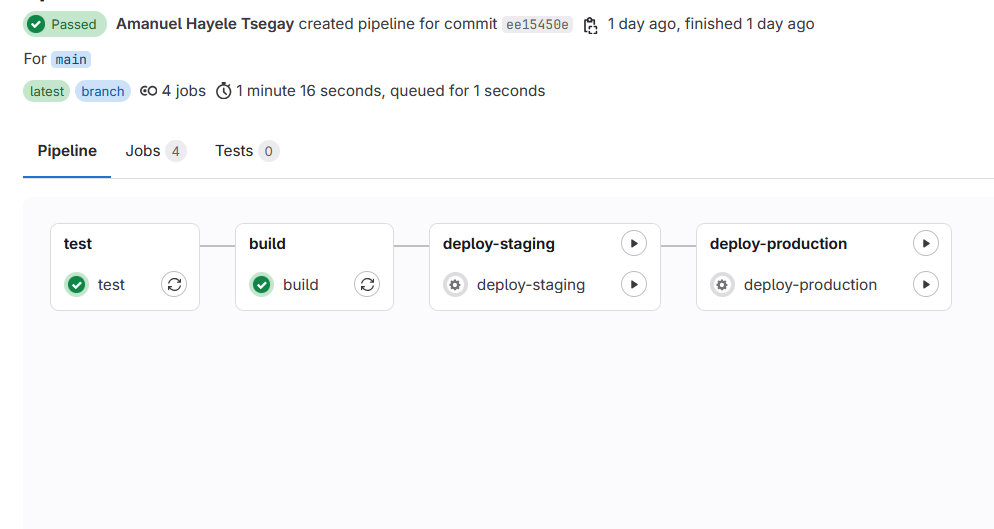 Passed Amanuel Hayele Tsegay created pipeline for commit ee15450e 1 day ago, finished 1 day ago
For main
latest branch 4 jobs 1 minute 16 seconds, queued for 1 seconds
Pipeline Jobs 4 Tests 0
test build deploy-staging deploy-production
test build deploy-staging deploy-production